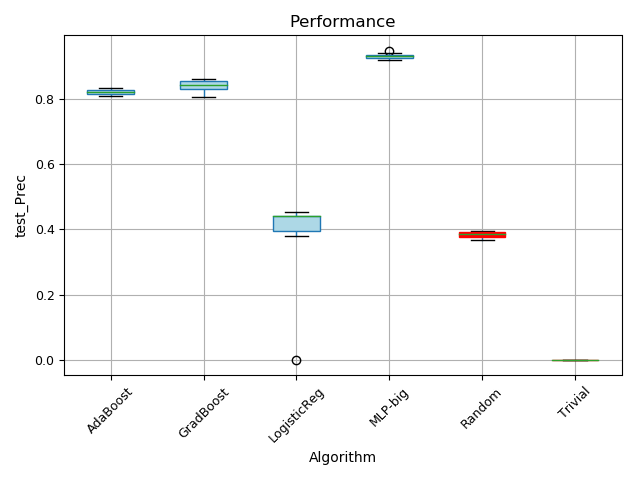 Performance
test_Prec
0.8
0.6
0.4
0.2
0.0
AdaBoost
GradBoost
LogisticReg
MLP-big
Random
Trivial
Algorithm